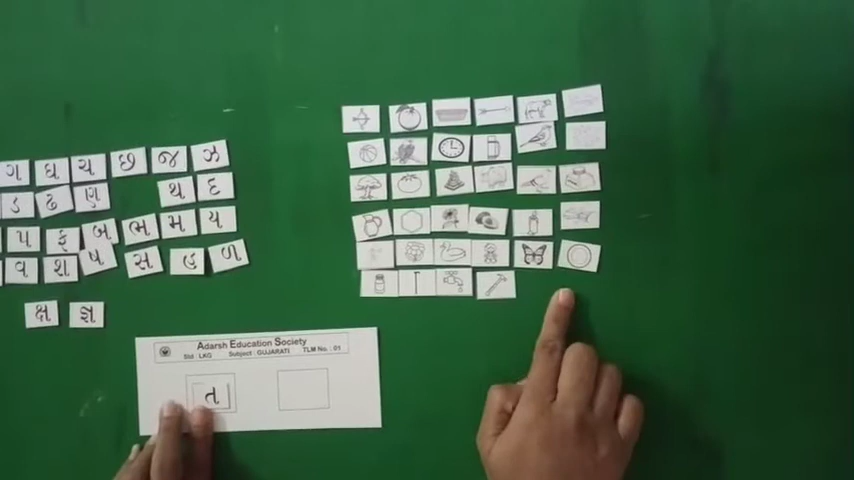 ગ ઘ ચ છ જ ઝ
ડ ઢ ણ થ દ
પ ફ બ ભ મ ય
વ શ ષ સ હ ળ
ક્ષ જ્ઞ
Adarsh Education Society
Std : LKG Subject : GUJARATI TLM No. : 01
ત